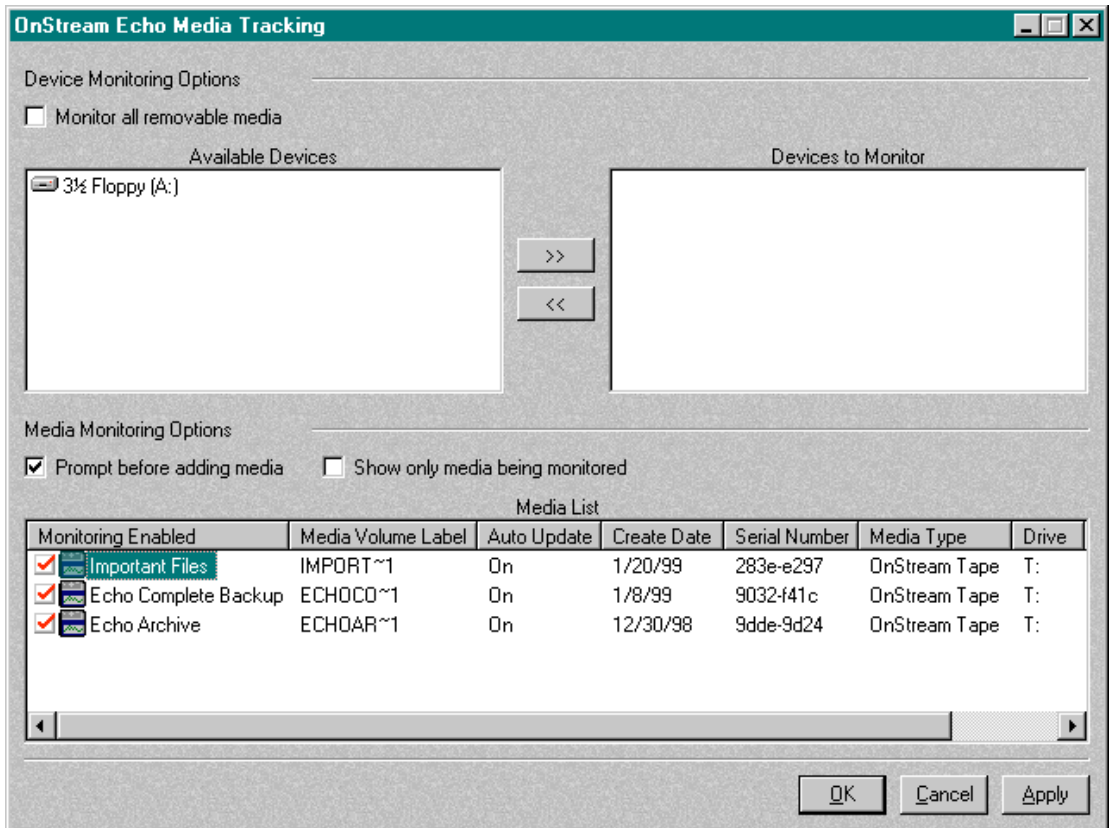 OnStream Echo Media Tracking
Device Monitoring Options
Monitor all removable media
Available Devices Devices to Monitor
3½ Floppy (A:)
>>
<<
Media Monitoring Options
Prompt before adding media Show only media being monitored
Media List
Monitoring Enabled Media Volume Label Auto Update Create Date Serial Number Media Type Drive
Important Files IMPORT~1 On 1/20/99 283e-e297 OnStream Tape T:
Echo Complete Backup ECHOCO~1 On 1/8/99 9032-f41c OnStream Tape T:
Echo Archive ECHOAR~1 On 12/30/98 9dde-9d24 OnStream Tape T:
OK Cancel Apply